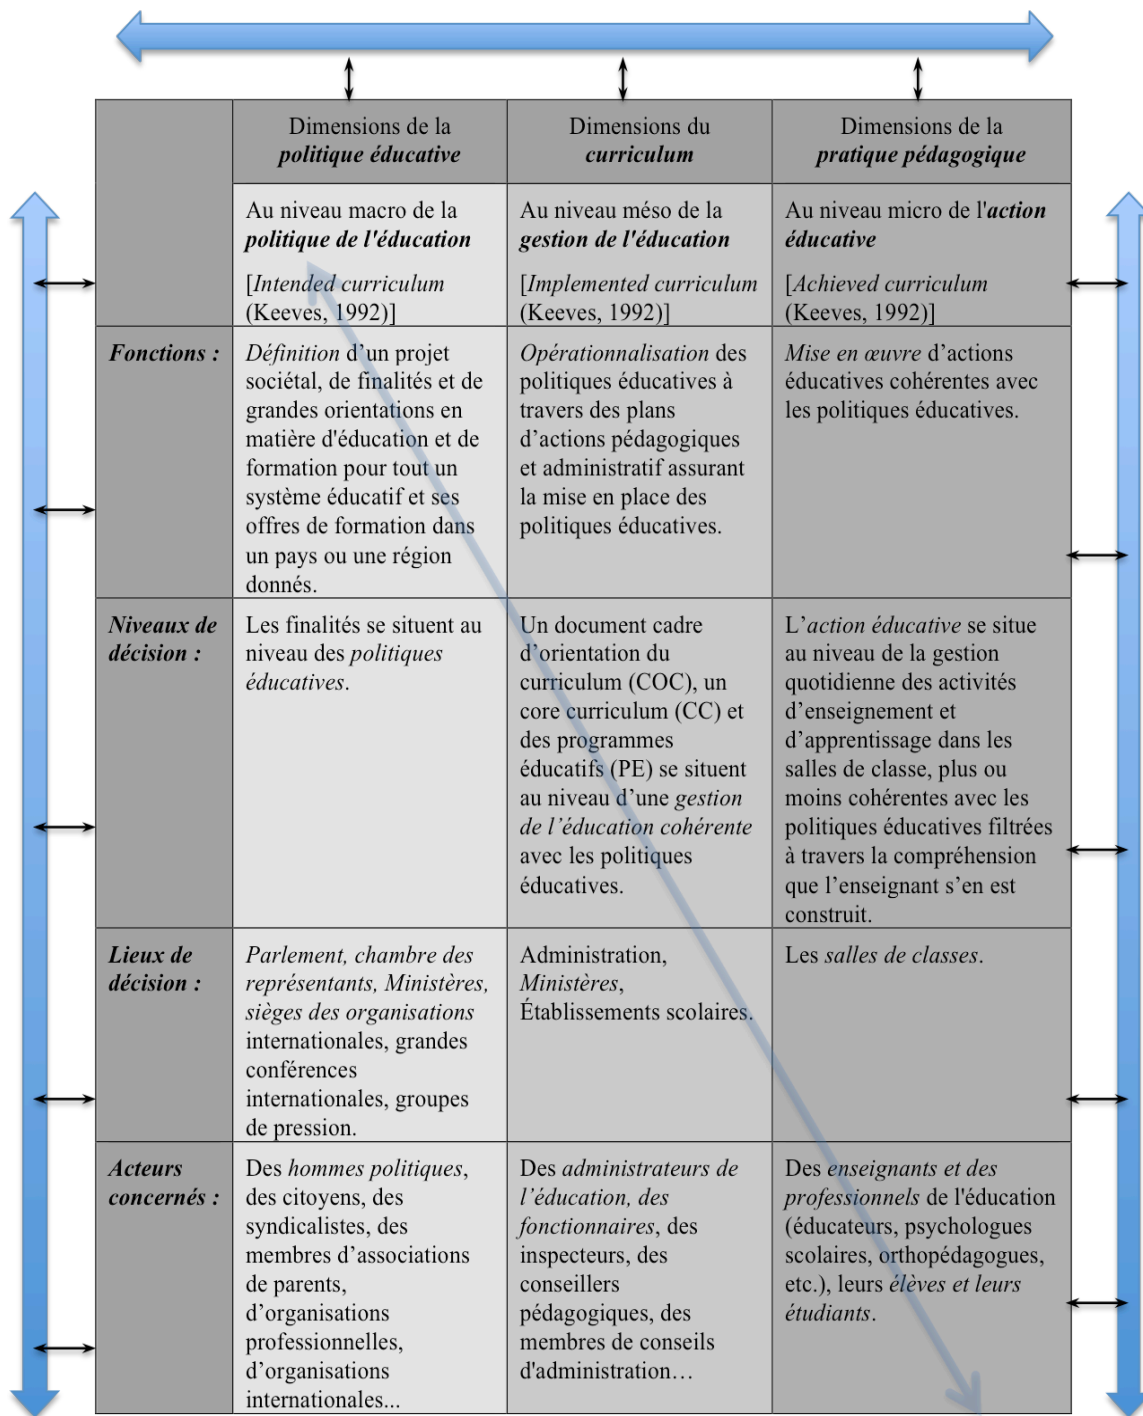 Dimensions de la
politique éducative
Dimensions du
curriculum
Dimensions de la
pratique pédagogique
Au niveau macro de la
politique de l'éducation
[Intended curriculum
(Keeves, 1992)]
Au niveau méso de la
gestion de l'éducation
[Implemented curriculum
(Keeves, 1992)]
Au niveau micro de l'action
éducative
[Achieved curriculum
(Keeves, 1992)]
Fonctions :
Définition d’un projet
sociétal, de finalités et de
grandes orientations en
matière d'éducation et de
formation pour tout un
système éducatif et ses
offres de formation dans
un pays ou une région
donnés.
Opérationnalisation des
politiques éducatives à
travers des plans
d’actions pédagogiques
et administratif assurant
la mise en place des
politiques éducatives.
Mise en œuvre d’actions
éducatives cohérentes avec
les politiques éducatives.
Niveaux de
décision :
Les finalités se situent au
niveau des politiques
éducatives.
Un document cadre
d’orientation du
curriculum (COC), un
core curriculum (CC) et
des programmes
éducatifs (PE) se situent
au niveau d’une gestion
de l’éducation cohérente
avec les politiques
éducatives.
L’action éducative se situe
au niveau de la gestion
quotidienne des activités
d’enseignement et
d’apprentissage dans les
salles de classe, plus ou
moins cohérentes avec les
politiques éducatives filtrées
à travers la compréhension
que l’enseignant s’en est
construit.
Lieux de
décision :
Parlement, chambre des
représentants, Ministères,
sièges des organisations
internationales, grandes
conférences
internationales, groupes
de pression.
Administration,
Ministères,
Établissements scolaires.
Les salles de classes.
Acteurs
concernés :
Des hommes politiques,
des citoyens, des
syndicalistes, des
membres d’associations
de parents,
d’organisations
professionnelles,
d’organisations
internationales...
Des administrateurs de
l’éducation, des
fonctionnaires, des
inspecteurs, des
conseillers
pédagogiques, des
membres de conseils
d'administration…
Des enseignants et des
professionnels de l'éducation
(éducateurs, psychologues
scolaires, orthopédagogues,
etc.), leurs élèves et leurs
étudiants.